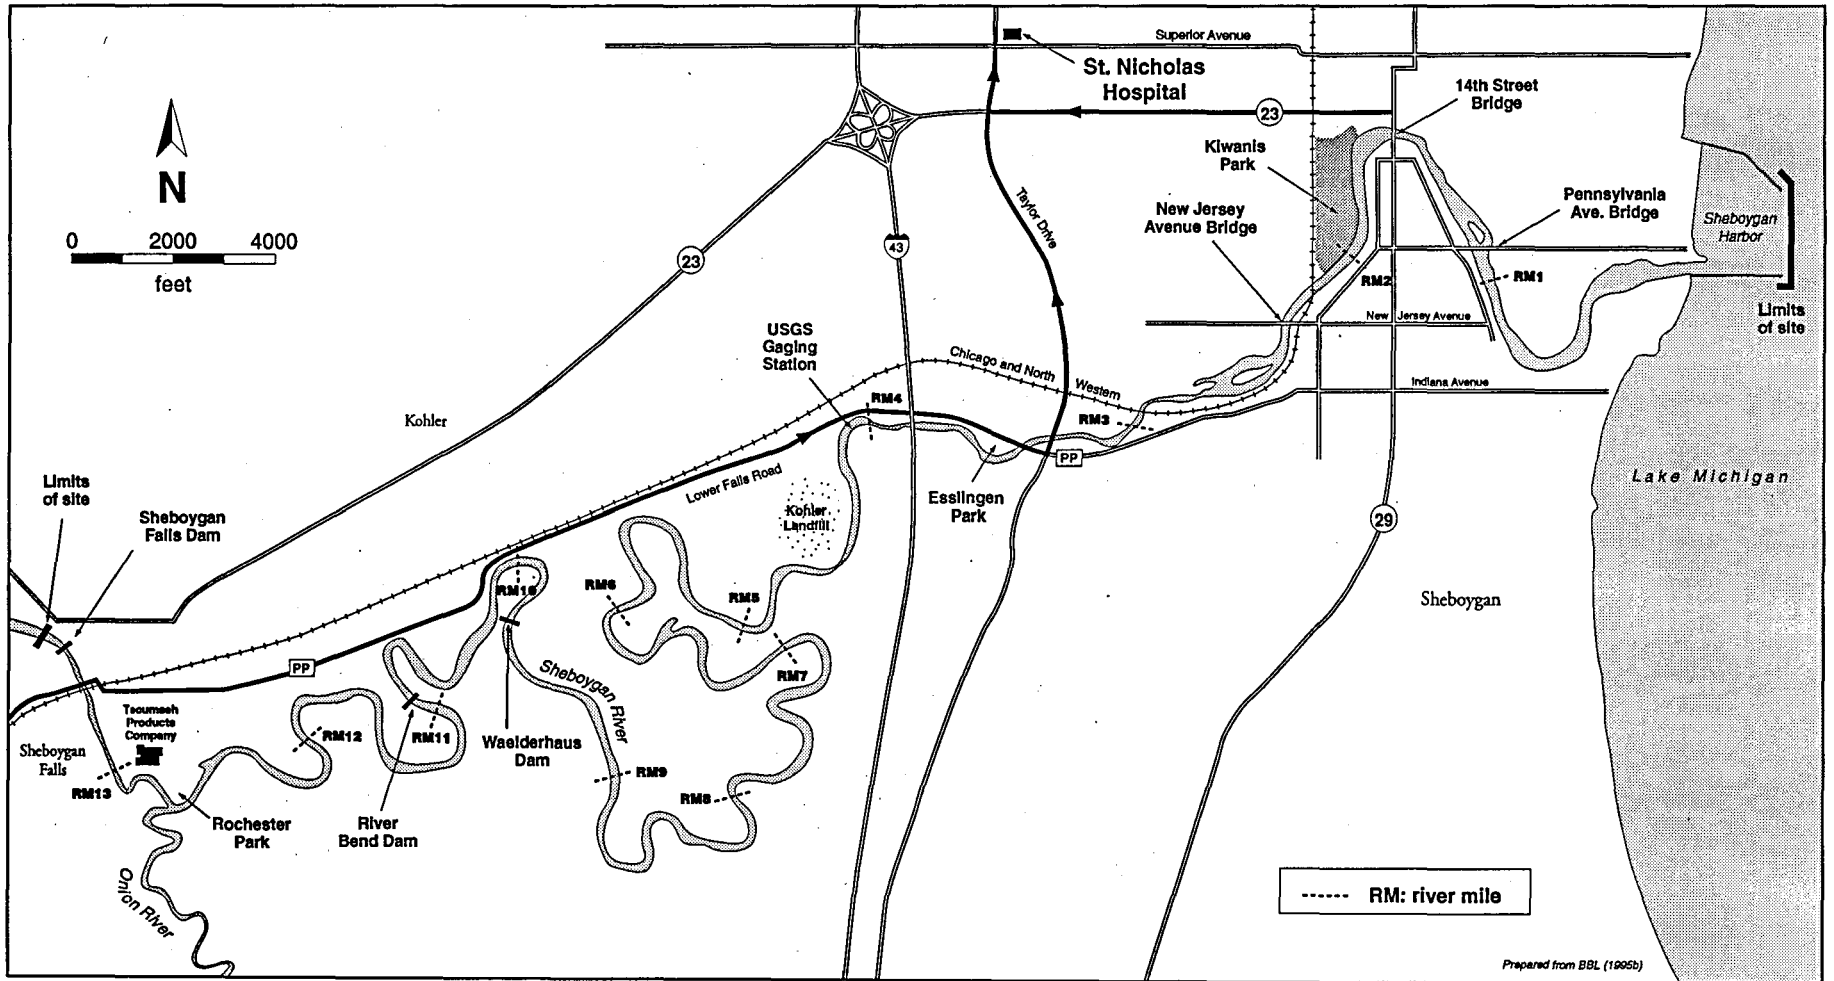 Superior Avenue
St. Nicholas
Hospital
14th Street
Bridge
23
Kiwanis
Park
N
Pennsylvania
Ave. Bridge
New Jersey
Avenue Bridge
Taylor Drive
Sheboygan
Harbor
0 2000 4000
feet
43
23
RM2
RM1
Limits
of site
New Jersey Avenue
USGS
Gaging
Station
Chicago and North Western
Indiana Avenue
RM4
RM3
Kohler
PP
Lower Falls Road
Lake Michigan
Limits
of site
Sheboygan
Falls Dam
Kohler
Landfill
Esslingen
Park
29
RM10
RM6
RM5
Sheboygan
PP
Sheboygan River
RM7
Tecumseh
Products
Company
RM12
RM11
Waelderhaus
Dam
Sheboygan
Falls
RM9
RM13
RM8
Rochester
Park
River
Bend Dam
Onion River
RM: river mile
Prepared from BBL (1995b)